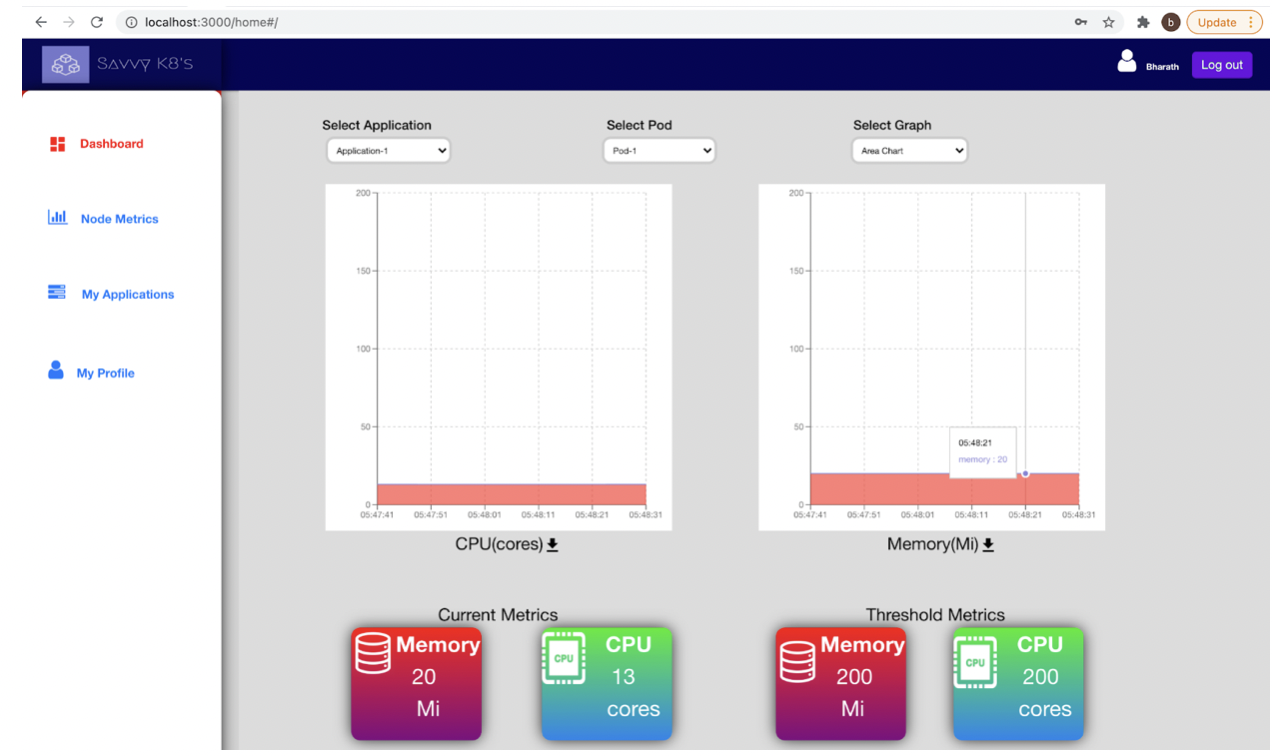 localhost:3000/home#/
b
Update
SΔVVY K8'S
Bharath
Log out
Dashboard
Node Metrics
My Applications
My Profile
Select Application
Select Pod
Select Graph
Application-1
Pod-1
Area Chart
200
150
100
50
0
05:47:41 05:47:51 05:48:01 05:48:11 05:48:21 05:48:31
CPU(cores)
200
150
100
50
0
05:48:21
memory : 20
05:47:41 05:47:51 05:48:01 05:48:11 05:48:21 05:48:31
Memory(Mi)
Current Metrics
Memory
20
Mi
CPU
CPU
13
cores
Threshold Metrics
Memory
200
Mi
CPU
CPU
200
cores